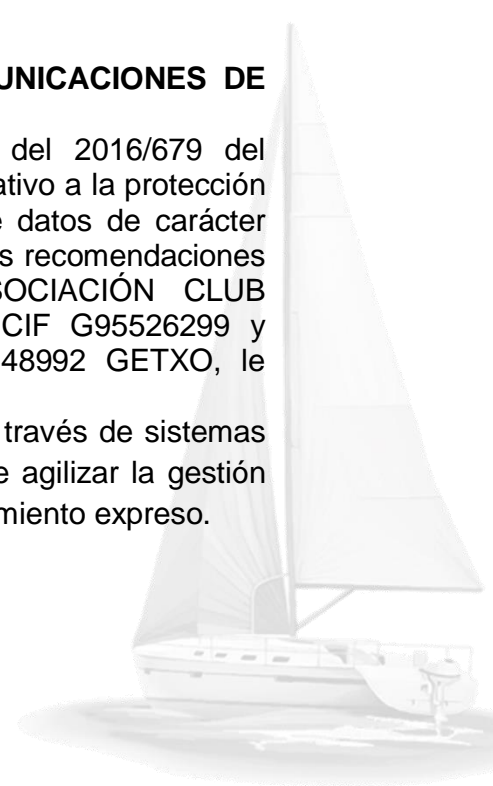 UNICACIONES DE
del 2016/679 del
ativo a la protección
e datos de carácter
s recomendaciones
SOCIACIÓN CLUB
CIF G95526299 y
48992 GETXO, le
través de sistemas
e agilizar la gestión
miento expreso.